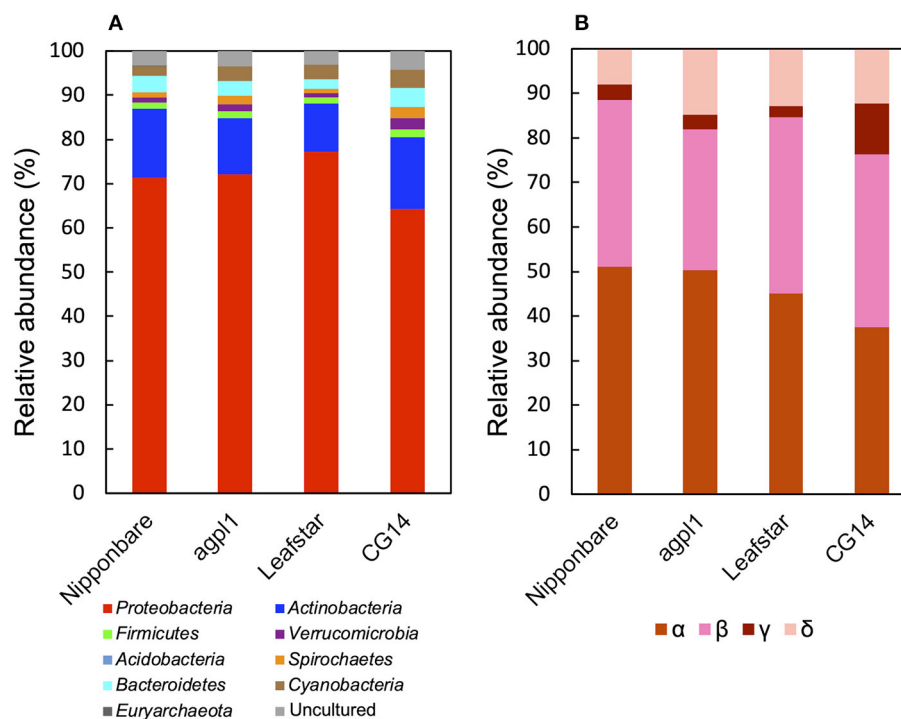 A
Relative abundance (%)
100
90
80
70
60
50
40
30
20
10
0
Nipponbare
agpl1
Leafstar
CG14
Proteobacteria
Actinobacteria
Firmicutes
Verrucomicrobia
Acidobacteria
Spirochaetes
Bacteroidetes
Cyanobacteria
Euryarchaeota
Uncultured
B
Relative abundance (%)
100
90
80
70
60
50
40
30
20
10
0
Nipponbare
agpl1
Leafstar
CG14
α β γ δ